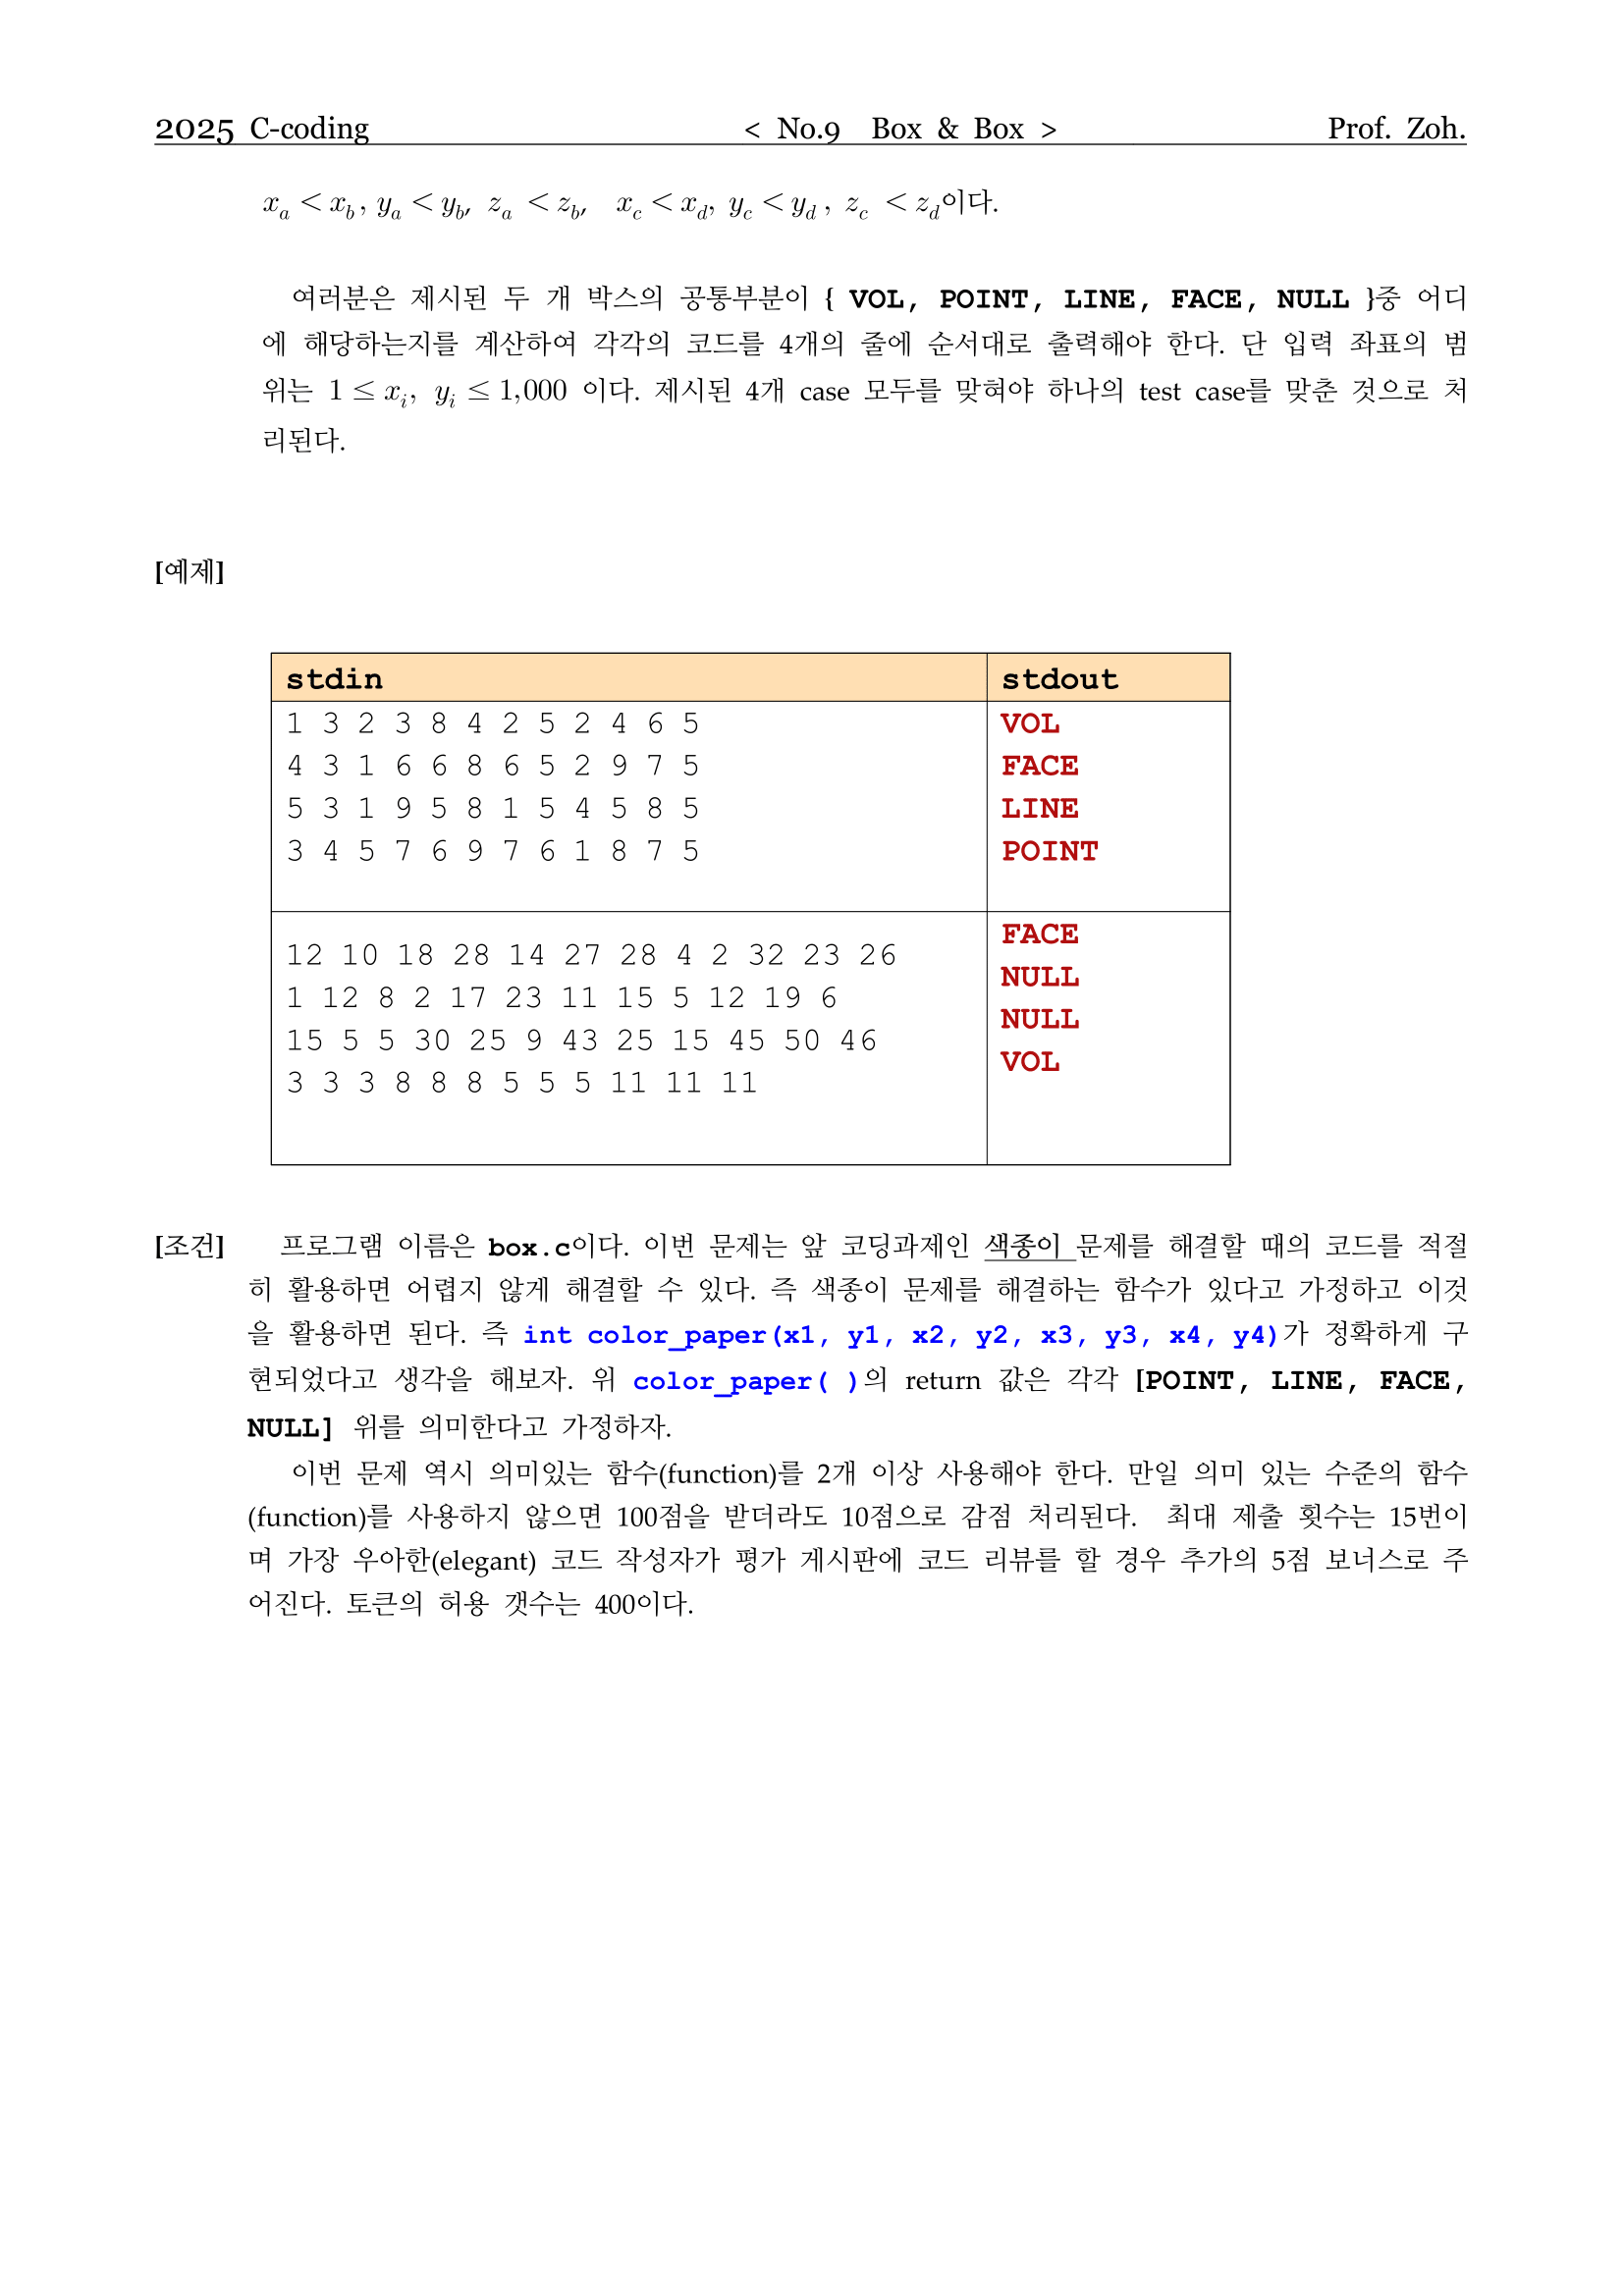 2025 C-coding < No.9 Box & Box > Prof. Zoh.
x_a < x_b, y_a < y_b, z_a < z_b, x_c < x_d, y_c < y_d, z_c < z_d이다.
여러분은 제시된 두 개 박스의 공통부분이 { VOL, POINT, LINE, FACE, NULL }중 어디
에 해당하는지를 계산하여 각각의 코드를 4개의 줄에 순서대로 출력해야 한다. 단 입력 좌표의 범
위는 1 ≤ x_i, y_i ≤ 1,000 이다. 제시된 4개 case 모두를 맞혀야 하나의 test case를 맞춘 것으로 처
리된다.
[예제]
stdin stdout
1 3 2 3 8 4 2 5 2 4 6 5 VOL
4 3 1 6 6 8 6 5 2 9 7 5 FACE
5 3 1 9 5 8 1 5 4 5 8 5 LINE
3 4 5 7 6 9 7 6 1 8 7 5 POINT
12 10 18 28 14 27 28 4 2 32 23 26 FACE
1 12 8 2 17 23 11 15 5 12 19 6 NULL
15 5 5 30 25 9 43 25 15 45 50 46 NULL
3 3 3 8 8 8 5 5 5 11 11 11 VOL
[조건] 프로그램 이름은 box.c이다. 이번 문제는 앞 코딩과제인 색종이 문제를 해결할 때의 코드를 적절
히 활용하면 어렵지 않게 해결할 수 있다. 즉 색종이 문제를 해결하는 함수가 있다고 가정하고 이것
을 활용하면 된다. 즉 int color_paper(x1, y1, x2, y2, x3, y3, x4, y4)가 정확하게 구
현되었다고 생각을 해보자. 위 color_paper( )의 return 값은 각각 [POINT, LINE, FACE,
NULL] 위를 의미한다고 가정하자.
이번 문제 역시 의미있는 함수(function)를 2개 이상 사용해야 한다. 만일 의미 있는 수준의 함수
(function)를 사용하지 않으면 100점을 받더라도 10점으로 감점 처리된다. 최대 제출 횟수는 15번이
며 가장 우아한(elegant) 코드 작성자가 평가 게시판에 코드 리뷰를 할 경우 추가의 5점 보너스로 주
어진다. 토큰의 허용 갯수는 400이다.